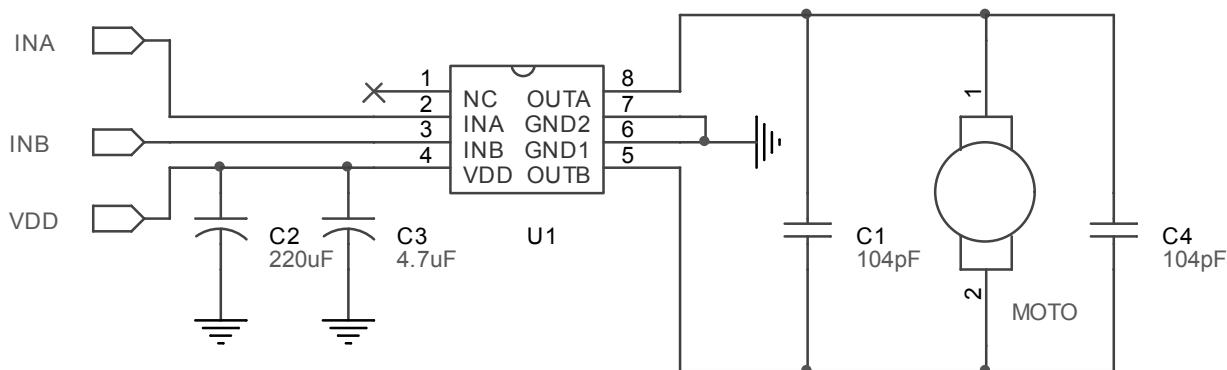 INA
INB
VDD
1
2
3
4
NC OUTA
INA GND2
INB GND1
VDD OUTB
8
7
6
5
U1
C2
220uF
C3
4.7uF
C1
104pF
1
2
MOTO
C4
104pF